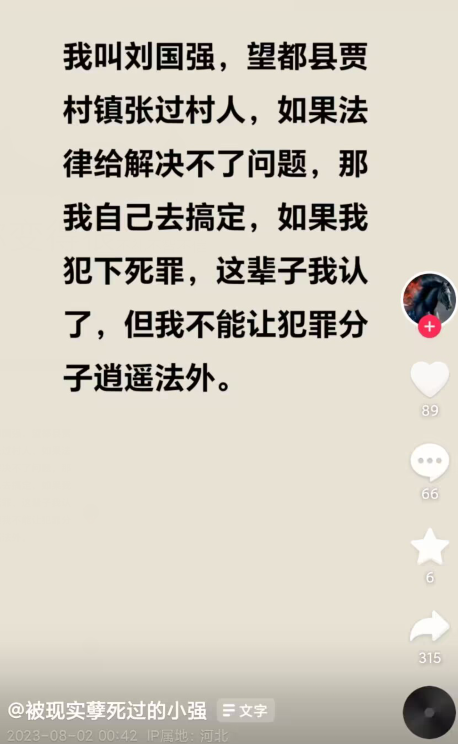 我叫刘国强，望都县贾
村镇张过村人，如果法
律给解决不了问题，那
我自己去搞定，如果我
犯下死罪，这辈子我认
了，但我不能让犯罪分
子逍遥法外。
89
66
6
315
@被现实孽死过的小强 文字
2023-08-02 00:42 IP属地：河北